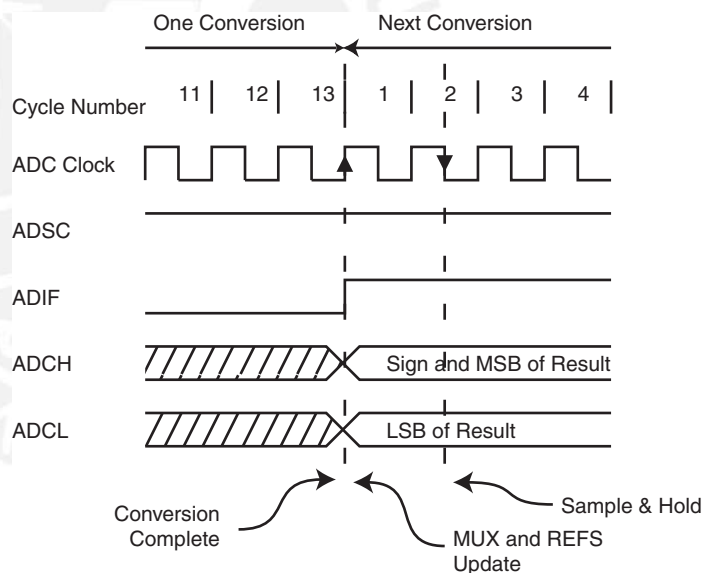 One Conversion Next Conversion
Cycle Number 11 12 13 1 2 3 4
ADC Clock
ADSC
ADIF
ADCH Sign and MSB of Result
ADCL LSB of Result
Conversion
Complete
MUX and REFS
Update
Sample & Hold